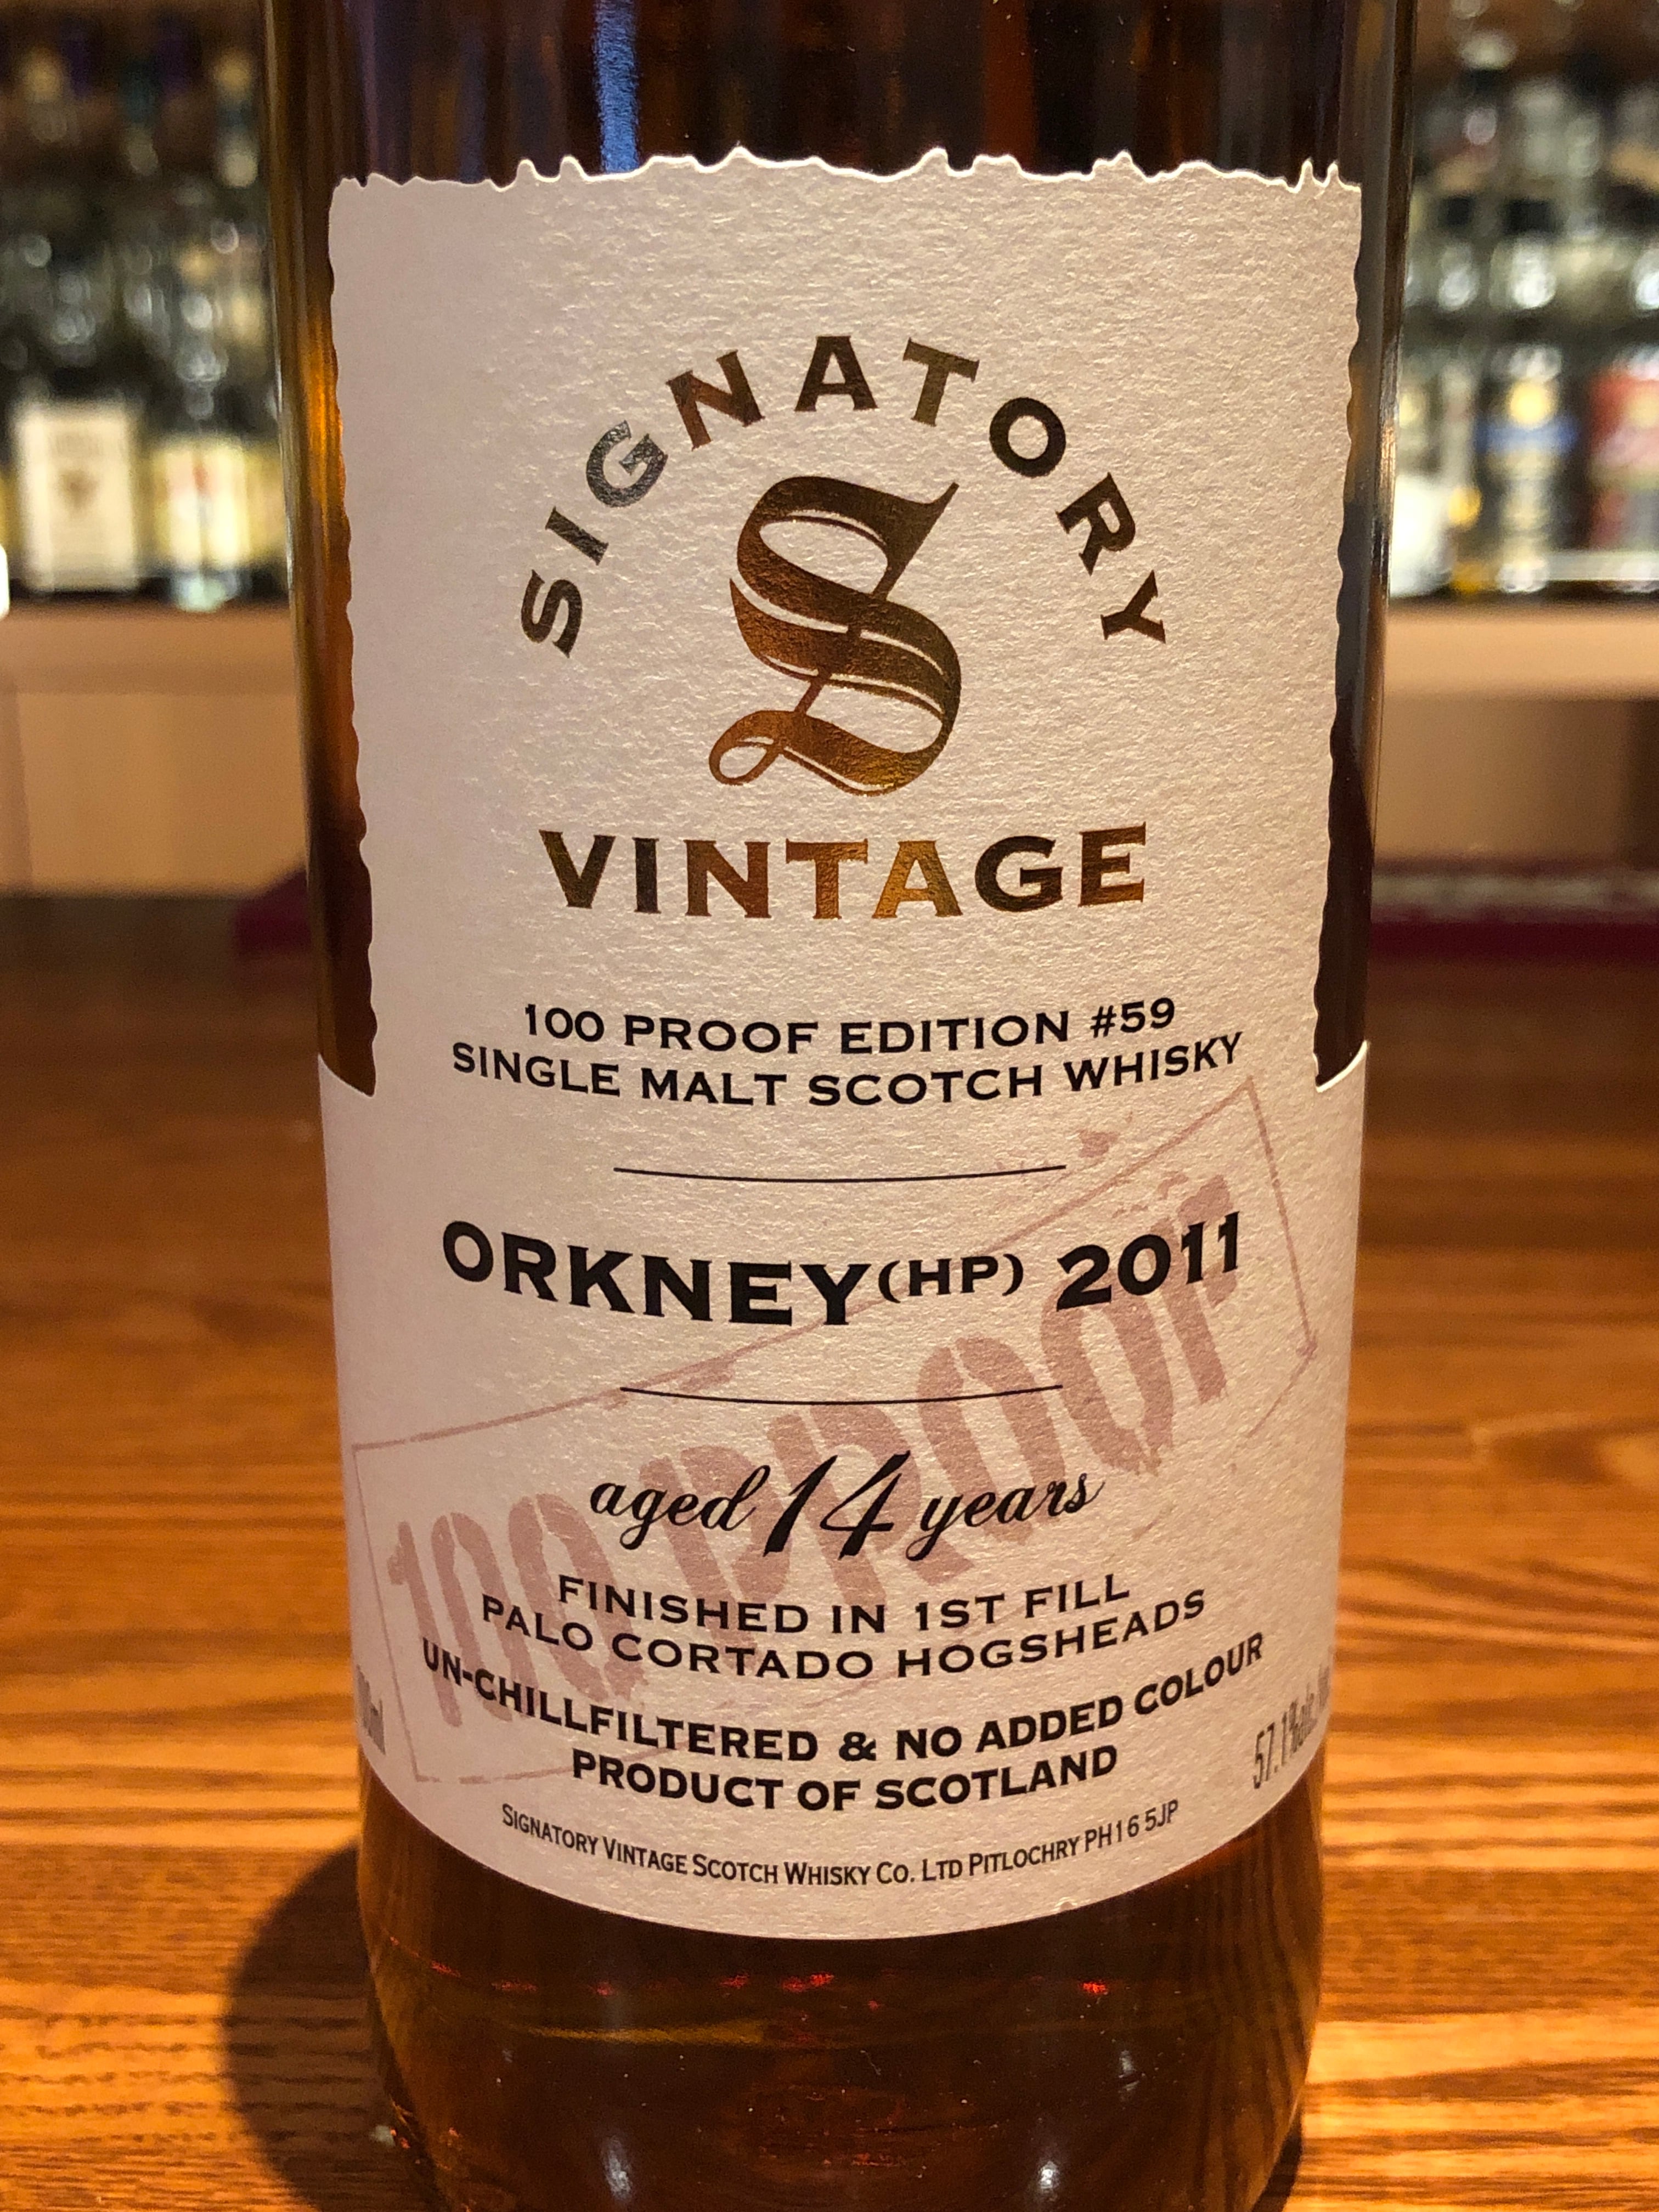 SIGNATORY
S
VINTAGE
100 PROOF EDITION #59
SINGLE MALT SCOTCH WHISKY
ORKNEY(HP) 2011
100 PROOF
aged 14 years
FINISHED IN 1ST FILL
PALO CORTADO HOGSHEADS
UN-CHILLFILTERED & NO ADDED COLOUR
PRODUCT OF SCOTLAND
57.1%
SIGNATORY VINTAGE SCOTCH WHISKY CO. LTD PITLOCHRY PH16 5JP